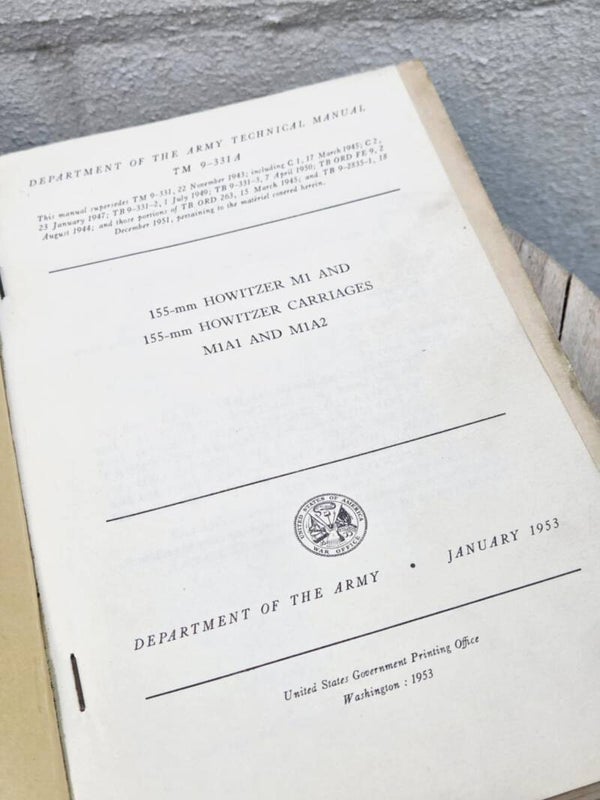 DEPARTMENT OF THE ARMY TECHNICAL MANUAL
TM 9-331A
This manual supersedes TM 9-331, 22 November 1943; including C 1, 17 March 1945; C 2,
23 January 1947; TB 9-331-2, 1 July 1949; TB 9-331-3, 7 April 1950; TB ORD FE 9, 2
August 1944; and those portions of TB ORD 263, 15 March 1945; and TB 9-2835-1, 18
December 1951, pertaining to the matériel covered herein.
155-mm HOWITZER M1 AND
155-mm HOWITZER CARRIAGES
M1A1 AND M1A2
UNITED STATES OF AMERICA
WAR OFFICE
DEPARTMENT OF THE ARMY • JANUARY 1953
United States Government Printing Office
Washington : 1953